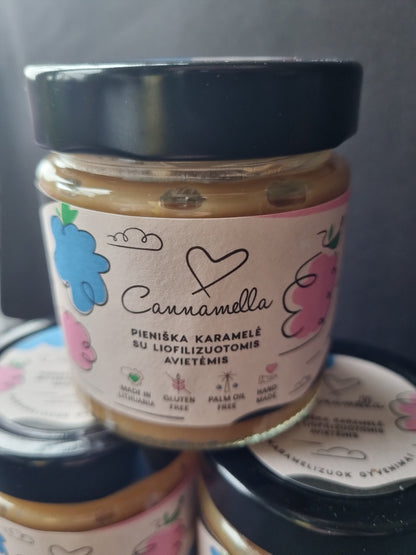 Cannamella
PIENIŠKA KARAMELĖ
SU LIOFILIZUOTOMIS
AVIETĖMIS
MADE IN
LITHUANIA
GLUTEN
FREE
PALM OIL
FREE
HAND
MADE
Cannamella
PIENIŠKA KARAMELĖ
SU LIOFILIZUOTOMIS
AVIETĖMIS
KARAMELIZUOK GYVENIMĄ